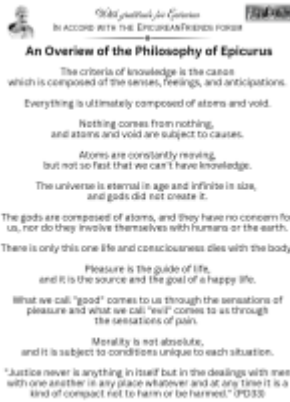 With gratitude for Epicurus
IN ACCORD WITH THE EPICUREANFRIENDS FORUM
An Overiew of the Philosophy of Epicurus
The criteria of knowledge is the canon
which is composed of the senses, feelings, and anticipations.
Everything is ultimately composed of atoms and void.
Nothing comes from nothing,
and atoms and void are subject to causes.
Atoms are constantly moving,
but not so fast that we can't have knowledge.
The universe is eternal in age and infinite in size,
and gods did not create it.
The gods are composed of atoms, and they have no concern fo
us, nor do they involve themselves with humans or the earth.
There is only this one life and consciousness dies with the body
Pleasure is the guide of life,
and it is the source and the goal of a happy life.
What we call "good" comes to us through the sensations of
pleasure and what we call "evil" comes to us through
the sensations of pain.
Morality is not absolute,
and it is subject to conditions unique to each situation.
"Justice never is anything in itself but in the dealings with men
with one another in any place whatever and at any time it is a
kind of compact not to harm or be harmed." (PD33)